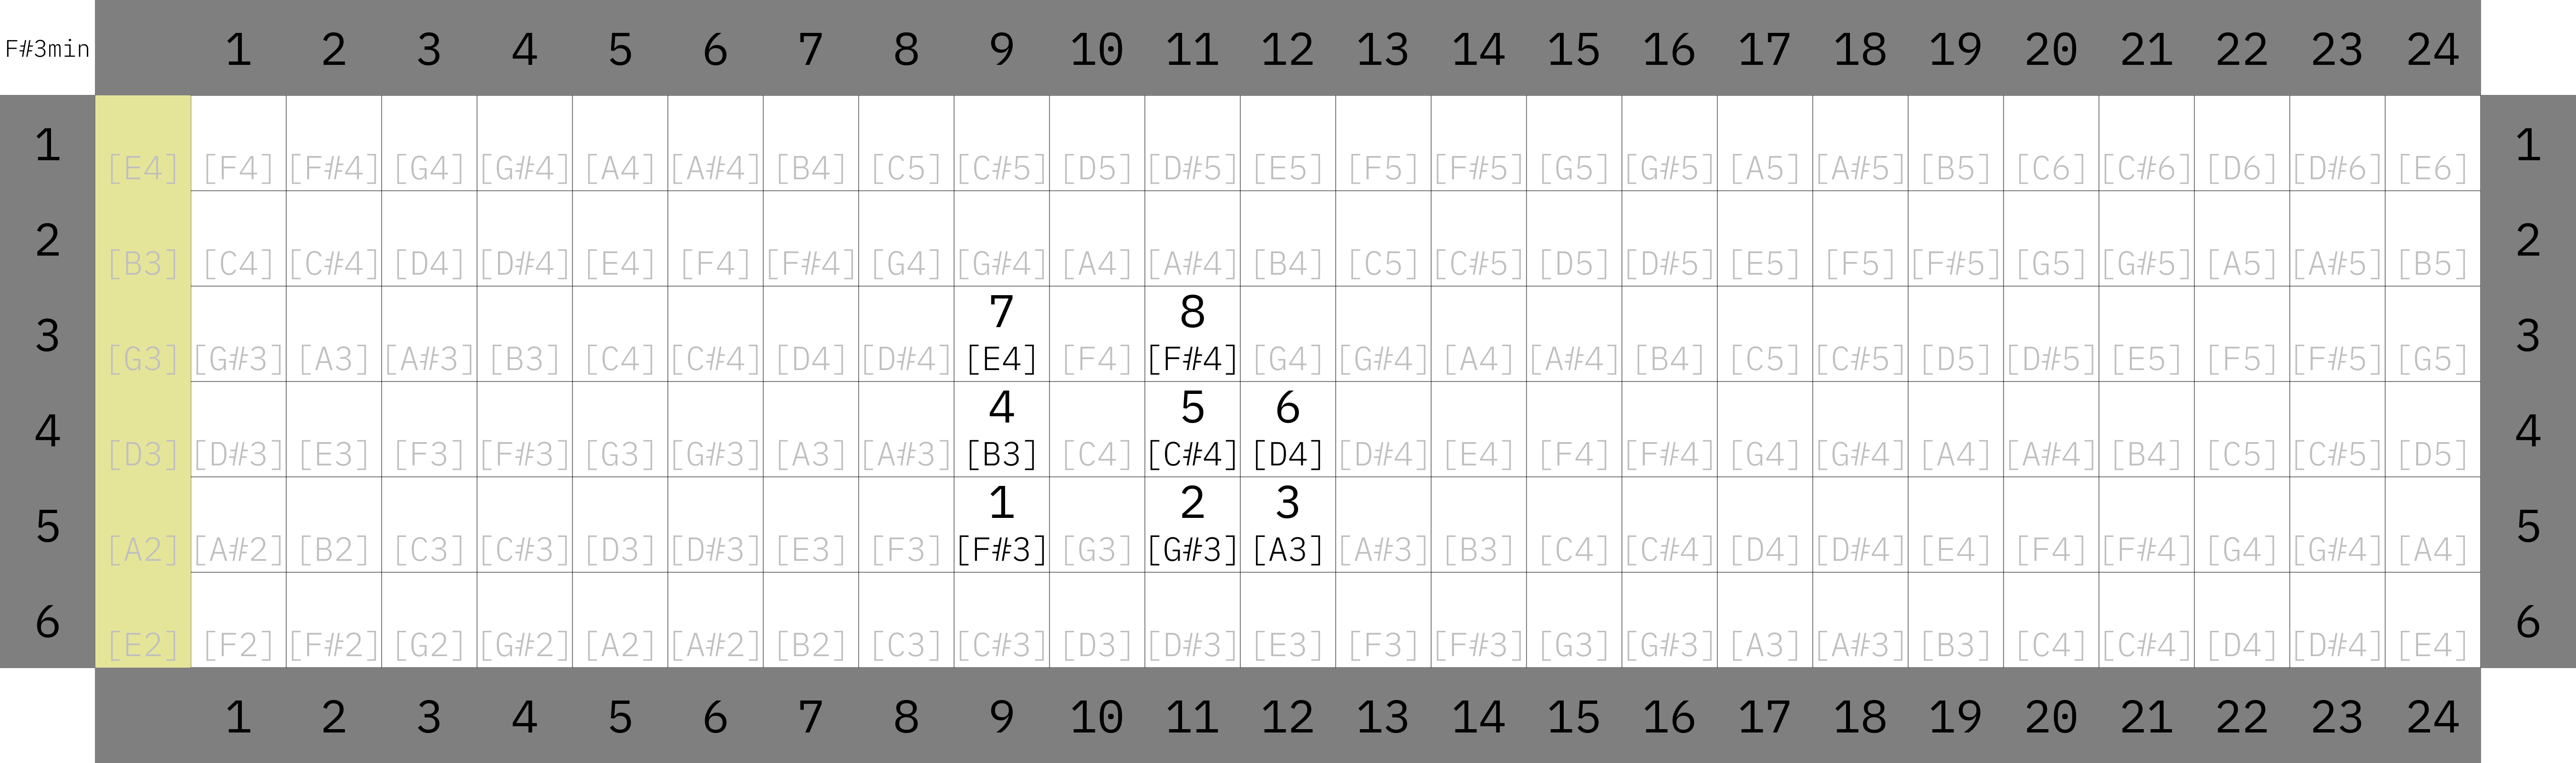 F#3min 1 2 3 4 5 6 7 8 9 10 11 12 13 14 15 16 17 18 19 20 21 22 23 24
1 [E4] [F4] [F#4] [G4] [G#4] [A4] [A#4] [B4] [C5] [C#5] [D5] [D#5] [E5] [F5] [F#5] [G5] [G#5] [A5] [A#5] [B5] [C6] [C#6] [D6] [D#6] [E6] 1
2 [B3] [C4] [C#4] [D4] [D#4] [E4] [F4] [F#4] [G4] [G#4] [A4] [A#4] [B4] [C5] [C#5] [D5] [D#5] [E5] [F5] [F#5] [G5] [G#5] [A5] [A#5] [B5] 2
7 8
3 [G3] [G#3] [A3] [A#3] [B3] [C4] [C#4] [D4] [D#4] [E4] [F4] [F#4] [G4] [G#4] [A4] [A#4] [B4] [C5] [C#5] [D5] [D#5] [E5] [F5] [F#5] [G5] 3
4 5 6
4 [D3] [D#3] [E3] [F3] [F#3] [G3] [G#3] [A3] [A#3] [B3] [C4] [C#4] [D4] [D#4] [E4] [F4] [F#4] [G4] [G#4] [A4] [A#4] [B4] [C5] [C#5] [D5] 4
1 2 3
5 [A2] [A#2] [B2] [C3] [C#3] [D3] [D#3] [E3] [F3] [F#3] [G3] [G#3] [A3] [A#3] [B3] [C4] [C#4] [D4] [D#4] [E4] [F4] [F#4] [G4] [G#4] [A4] 5
6 [E2] [F2] [F#2] [G2] [G#2] [A2] [A#2] [B2] [C3] [C#3] [D3] [D#3] [E3] [F3] [F#3] [G3] [G#3] [A3] [A#3] [B3] [C4] [C#4] [D4] [D#4] [E4] 6
1 2 3 4 5 6 7 8 9 10 11 12 13 14 15 16 17 18 19 20 21 22 23 24